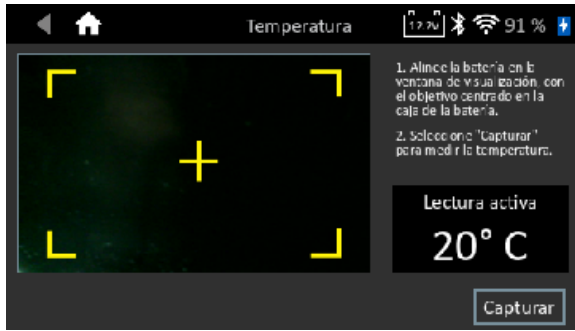 Temperatura
12.7V
91 %
1. Alinee la batería en la
ventana de visualización, con
el objetivo centrado en la
caja de la batería.
2. Seleccione "Capturar"
para medir la temperatura.
Lectura activa
20° C
Capturar